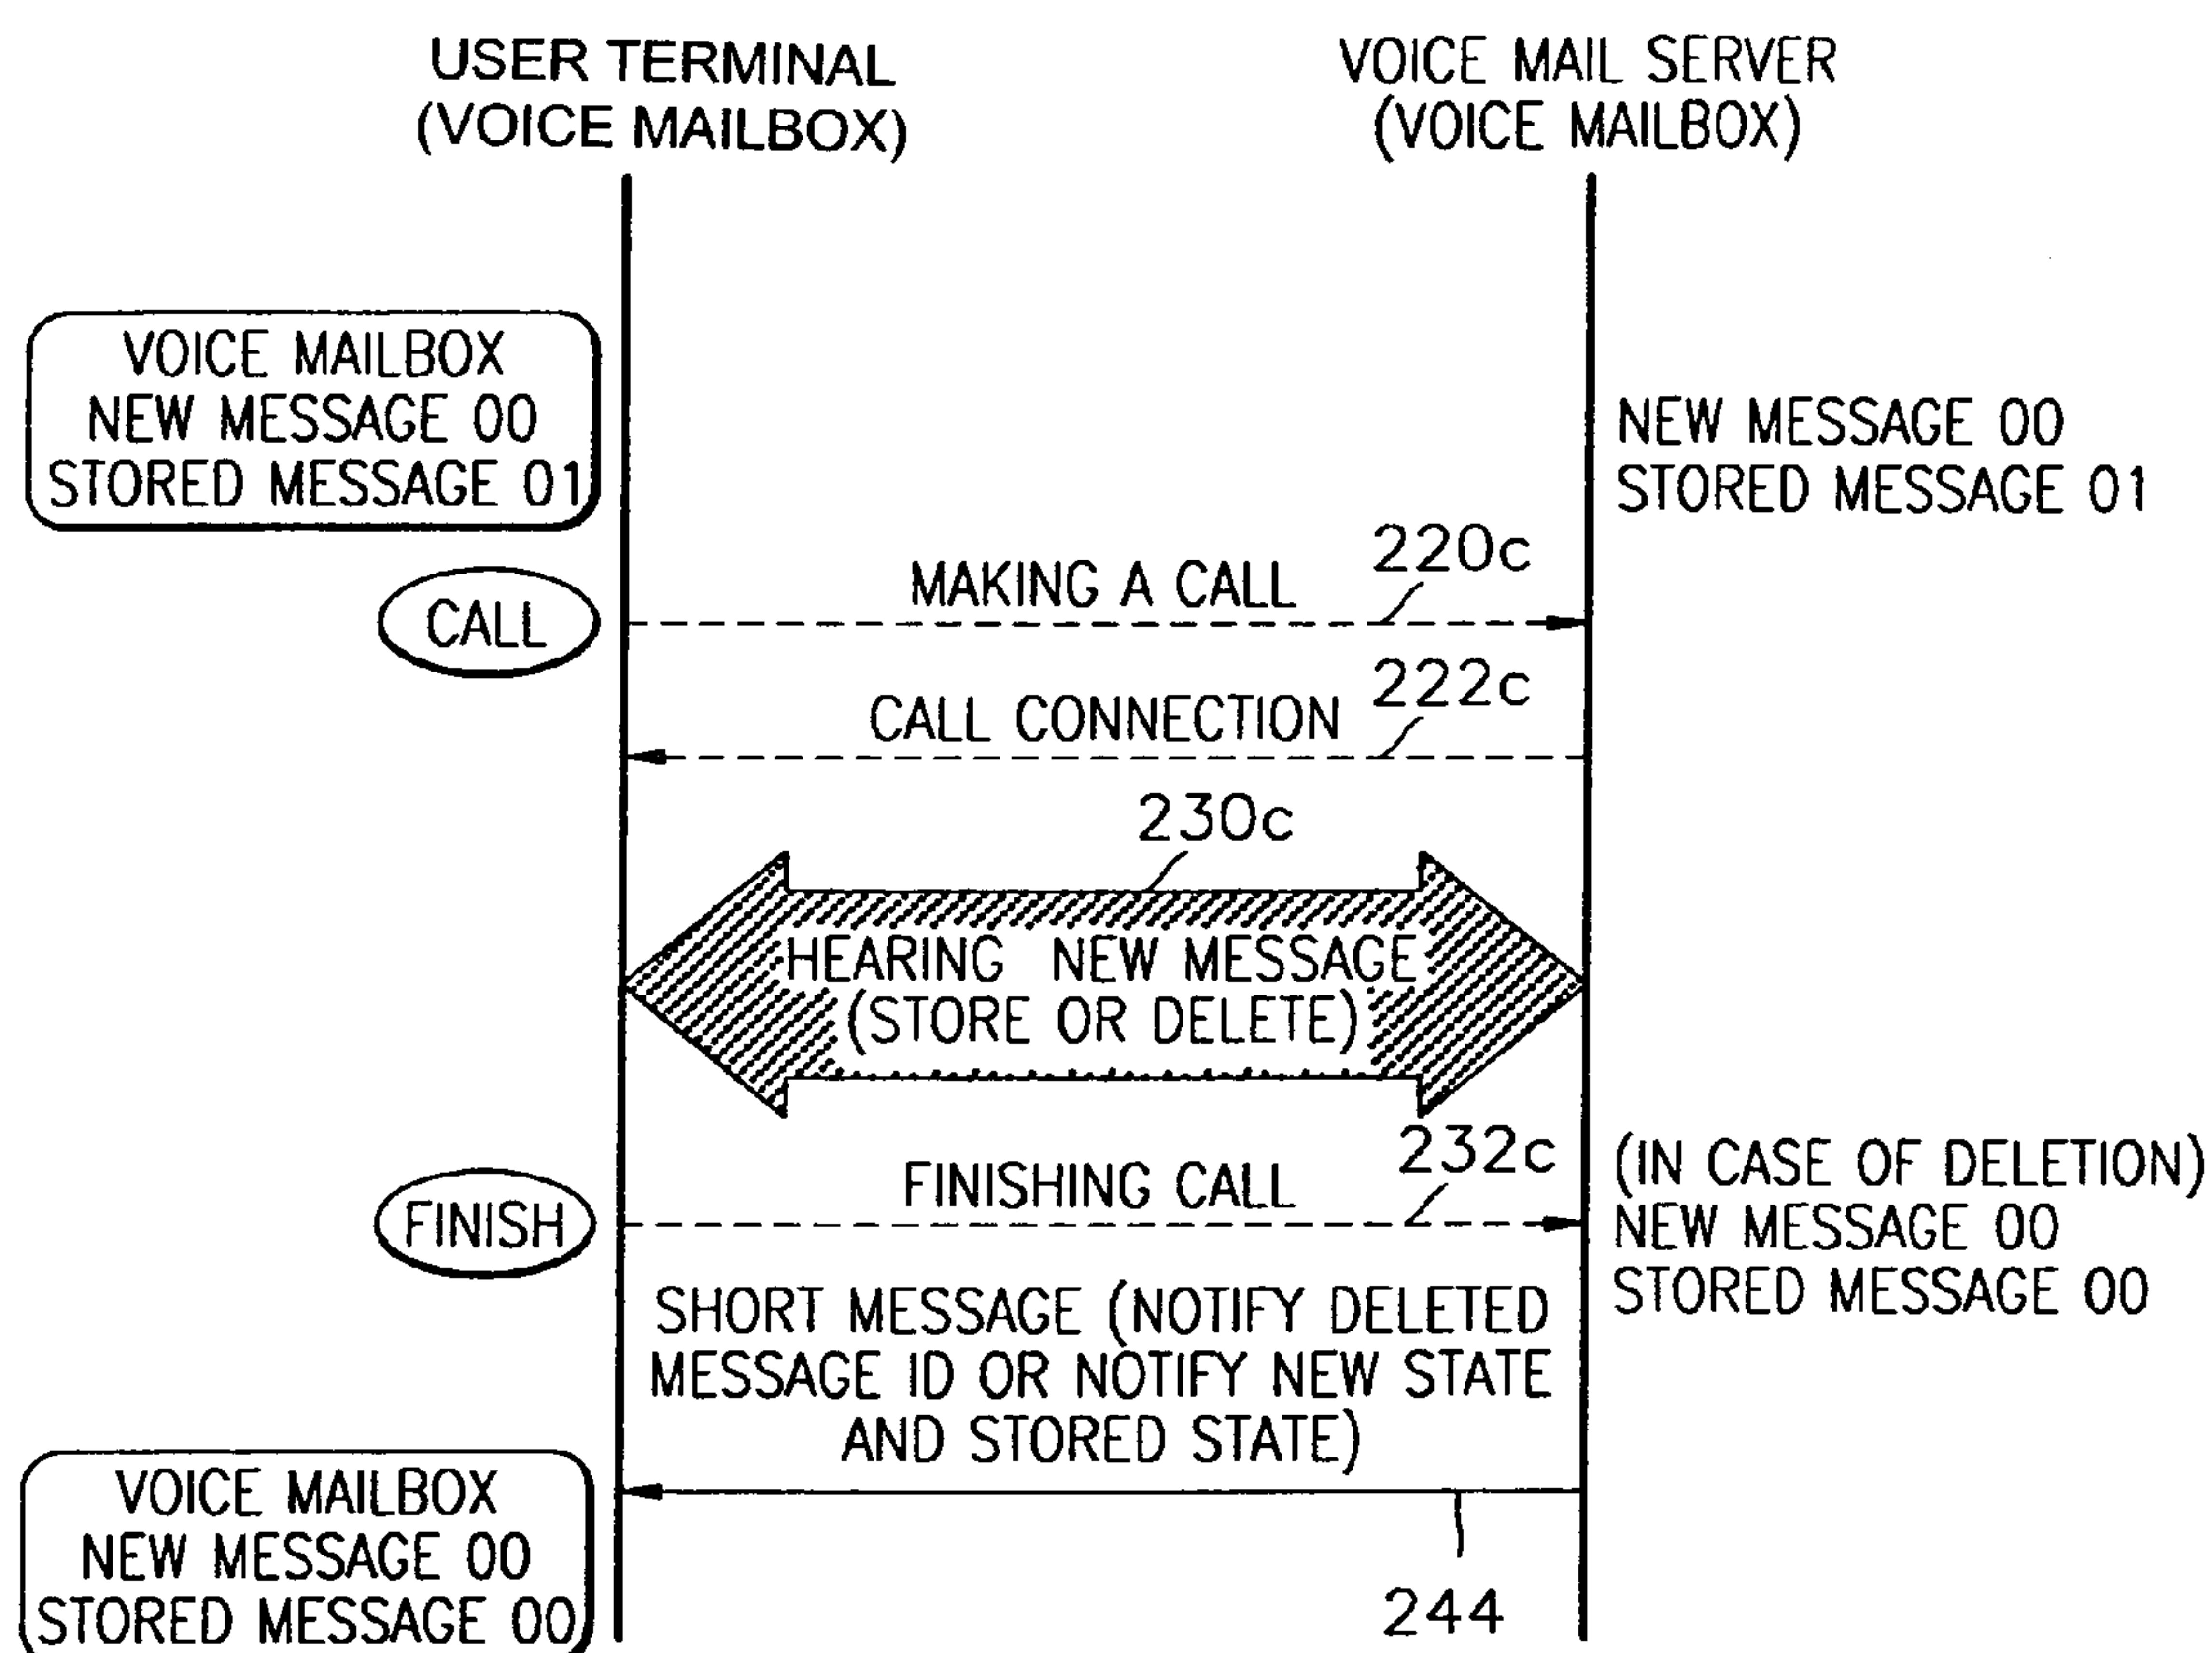 USER TERMINAL
(VOICE MAILBOX)
VOICE MAIL SERVER
(VOICE MAILBOX)
VOICE MAILBOX
NEW MESSAGE 00
STORED MESSAGE 01
NEW MESSAGE 00
STORED MESSAGE 01
220c
MAKING A CALL
CALL
222c
CALL CONNECTION
230c
HEARING NEW MESSAGE
(STORE OR DELETE)
232c
FINISHING CALL
FINISH
(IN CASE OF DELETION)
NEW MESSAGE 00
STORED MESSAGE 00
SHORT MESSAGE (NOTIFY DELETED
MESSAGE ID OR NOTIFY NEW STATE
AND STORED STATE)
VOICE MAILBOX
NEW MESSAGE 00
STORED MESSAGE 00
244